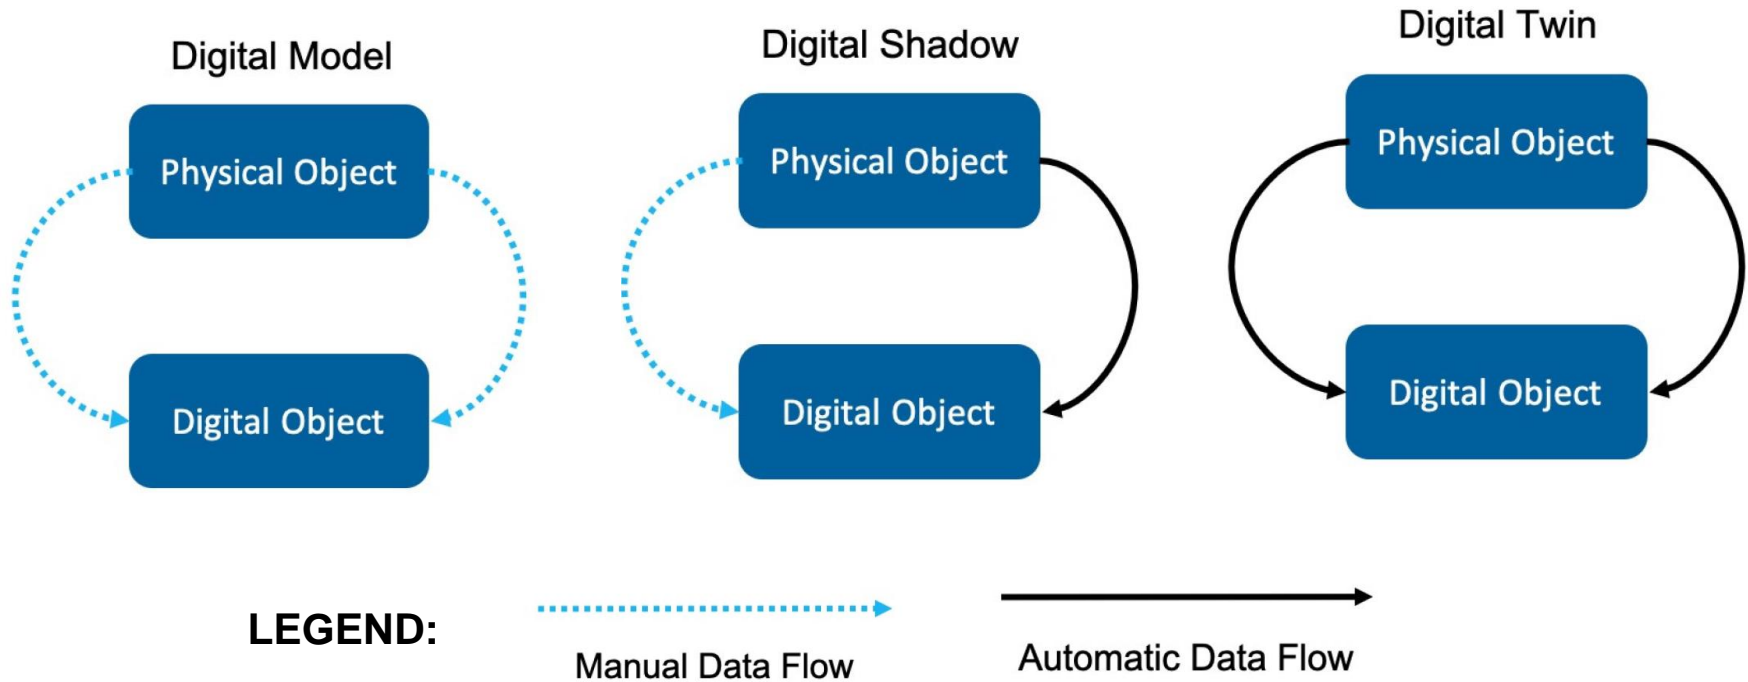 Digital Model
Physical Object
Digital Object
Digital Shadow
Physical Object
Digital Object
Digital Twin
Physical Object
Digital Object
LEGEND:
Manual Data Flow
Automatic Data Flow